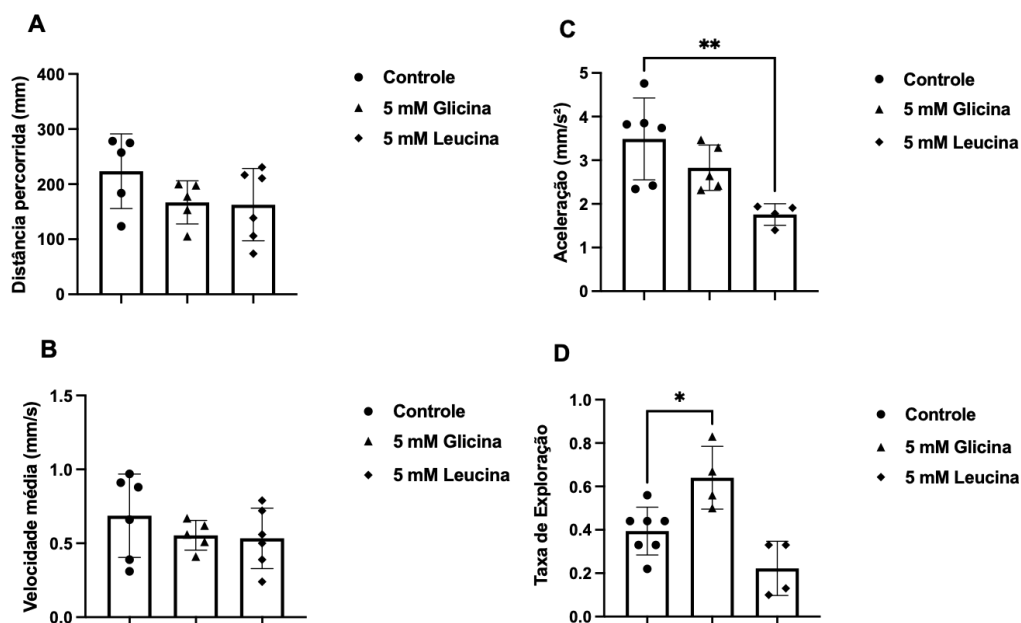 A
Distância percorrida (mm)
400
300
200
100
0
Controle
5 mM Glicina
5 mM Leucina
C
**
Aceleração (mm/s²)
5
4
3
2
1
0
Controle
5 mM Glicina
5 mM Leucina
B
Velocidade média (mm/s)
1.5
1.0
0.5
0.0
Controle
5 mM Glicina
5 mM Leucina
D
*
Taxa de Exploração
1.0
0.8
0.6
0.4
0.2
0.0
Controle
5 mM Glicina
5 mM Leucina